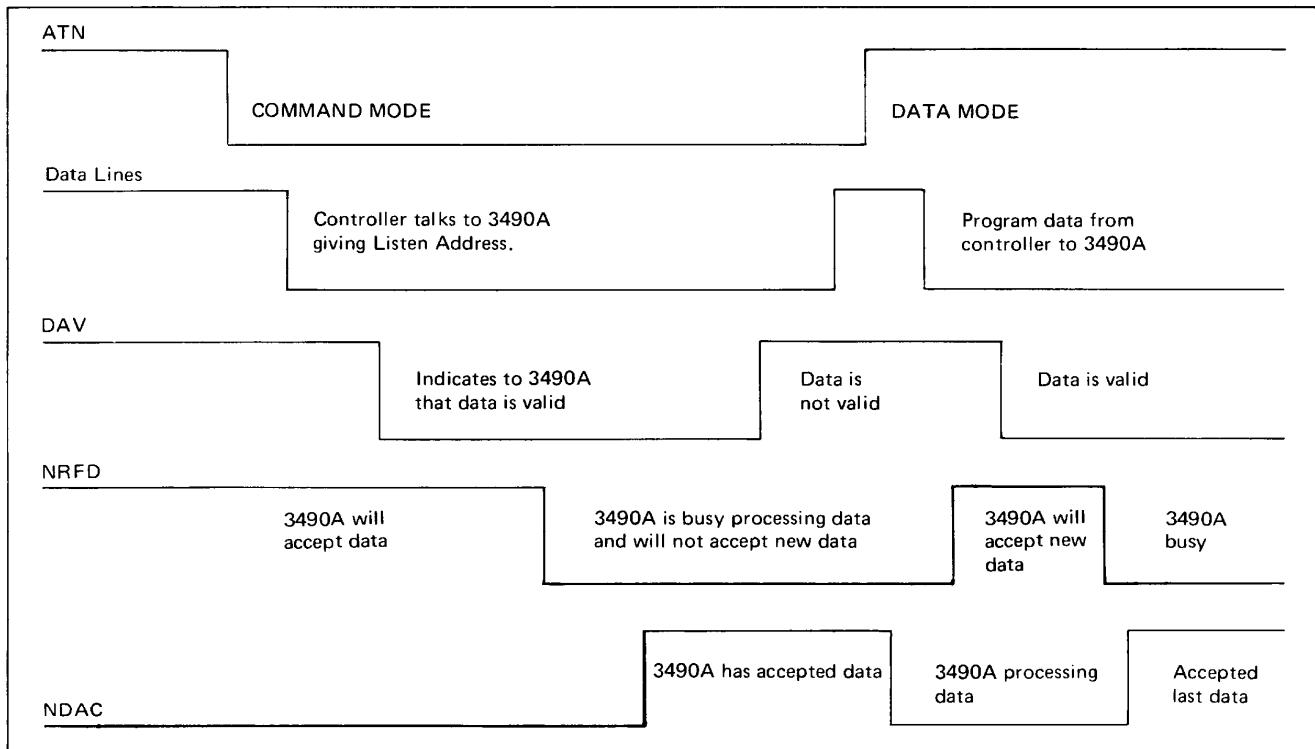 ATN
COMMAND MODE
DATA MODE
Data Lines
Controller talks to 3490A
giving Listen Address.
Program data from
controller to 3490A
DAV
Indicates to 3490A
that data is valid
Data is
not valid
Data is valid
NRFD
3490A will
accept data
3490A is busy processing data
and will not accept new data
3490A will
accept new
data
3490A
busy
3490A has accepted data
3490A processing
data
Accepted
last data
NDAC